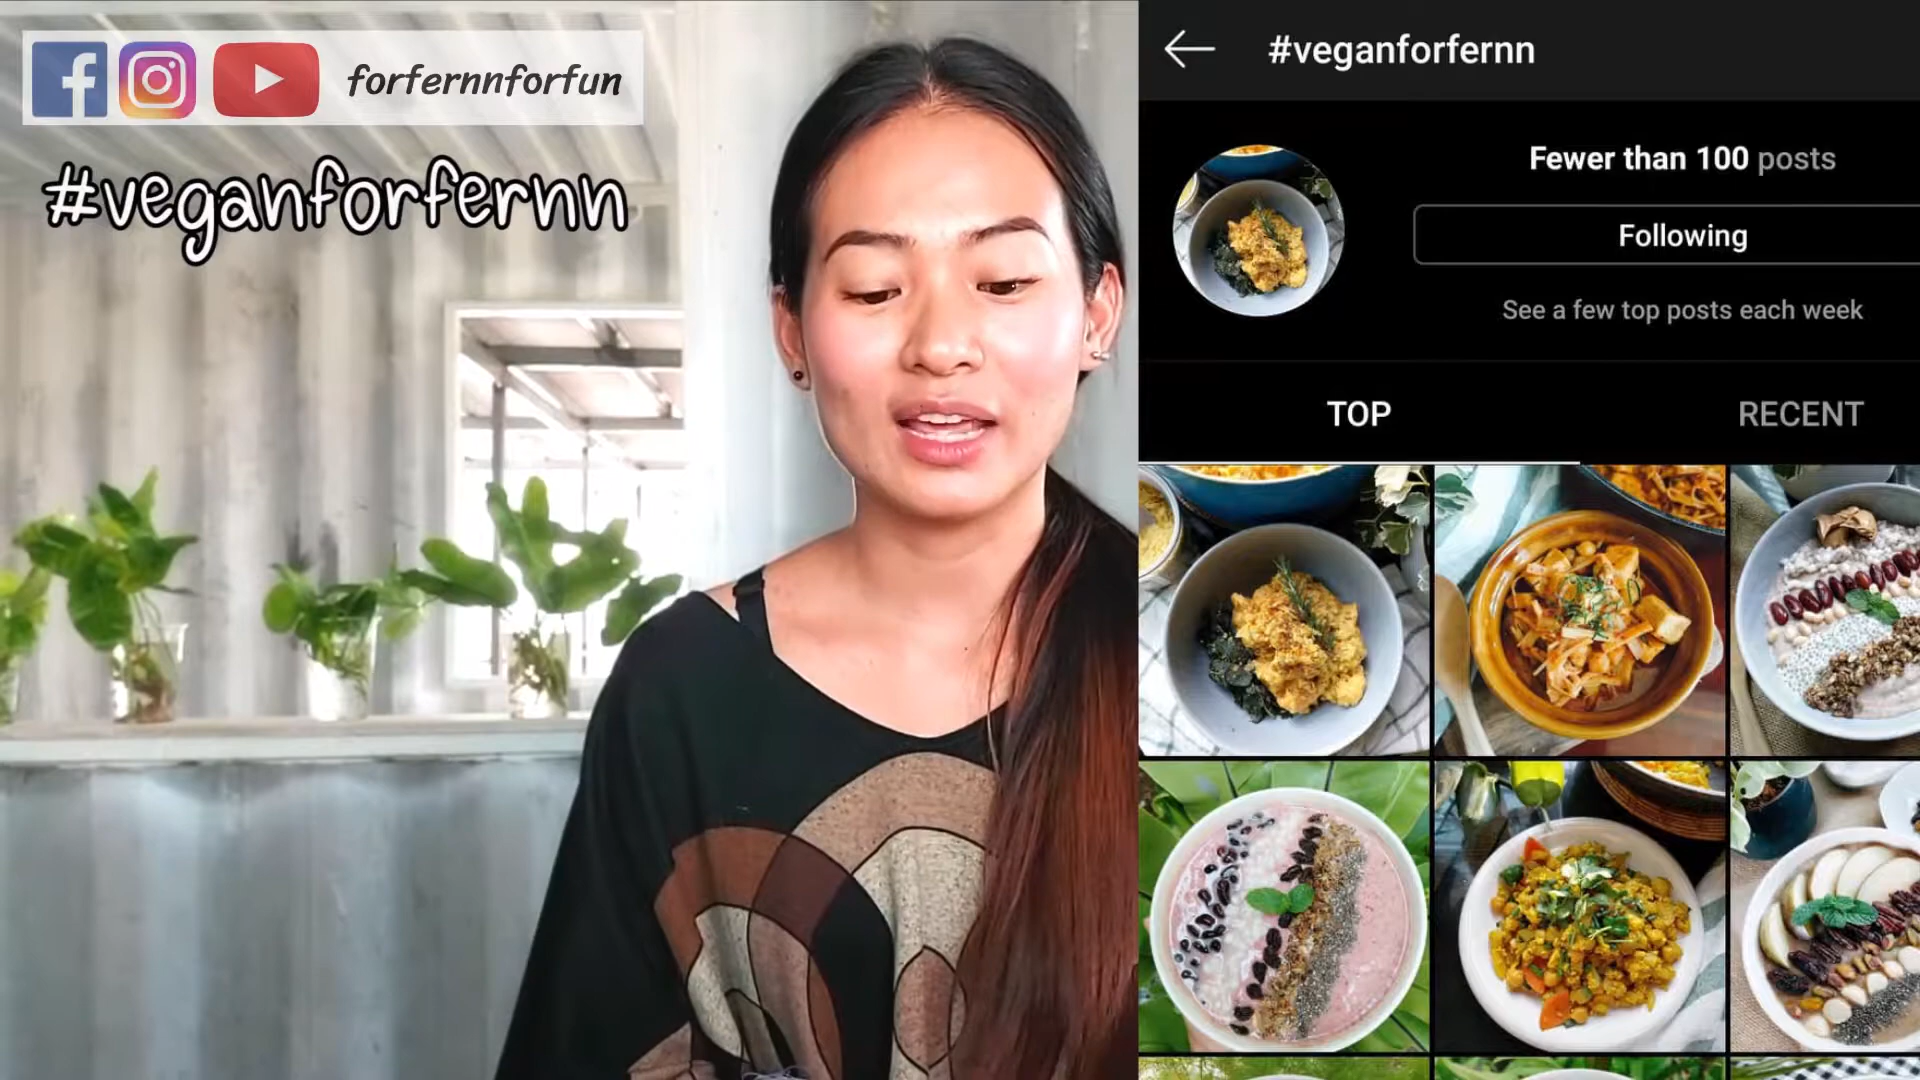 forfernnforfun
#veganforfernn
#veganforfernn
Fewer than 100 posts
Following
See a few top posts each week
TOP
RECENT